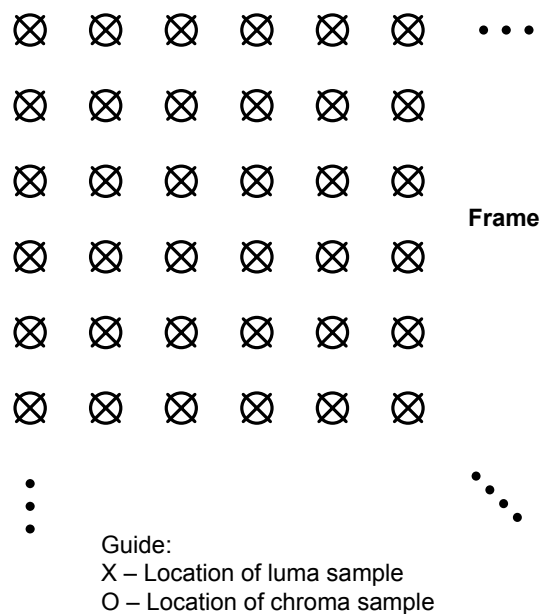 Frame
Guide:
X – Location of luma sample
O – Location of chroma sample